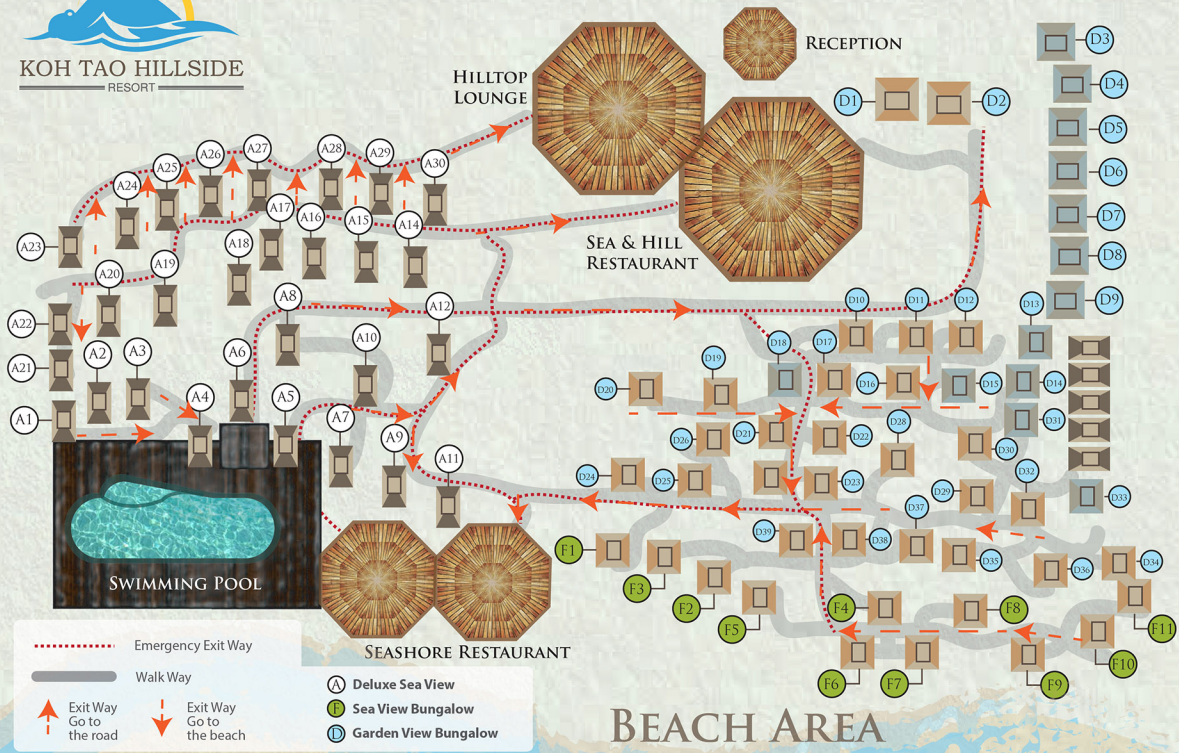 KOH TAO HILLSIDE
RESORT
HILLTOP
LOUNGE
RECEPTION
SEA & HILL
RESTAURANT
D1
D2
D3
D4
D5
D6
D7
D8
D9
A23
A24
A25
A26
A27
A28
A29
A30
A22
A20
A19
A18
A17
A16
A15
A14
A21
A2
A3
A8
A12
A10
A6
A1
A4
A5
A7
A9
A11
D10
D11
D12
D13
D18
D17
D19
D20
D16
D15
D14
D31
D26
D21
D22
D28
D30
D24
D25
D23
D29
D32
D33
D37
D39
D38
D35
D36
D34
F1
F3
F2
F5
F4
F8
F11
F10
F6
F7
F9
SWIMMING POOL
SEASHORE RESTAURANT
BEACH AREA
Emergency Exit Way
Walk Way
Exit Way
Go to
the road
Exit Way
Go to
the beach
A Deluxe Sea View
F Sea View Bungalow
D Garden View Bungalow